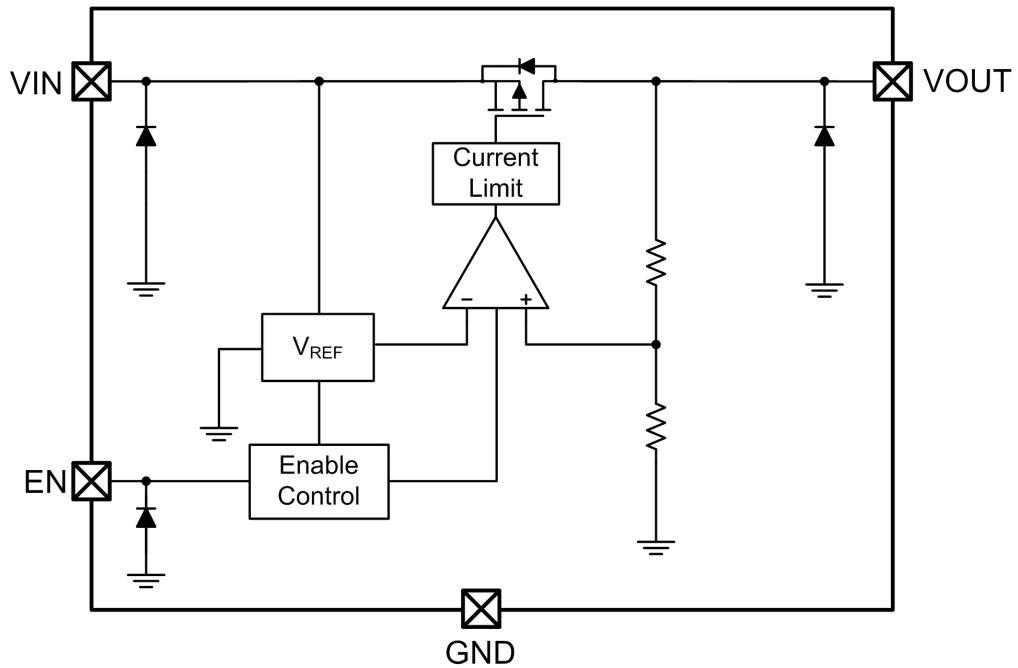 VIN
VOUT
Current
Limit
- +
VREF
EN
Enable
Control
GND